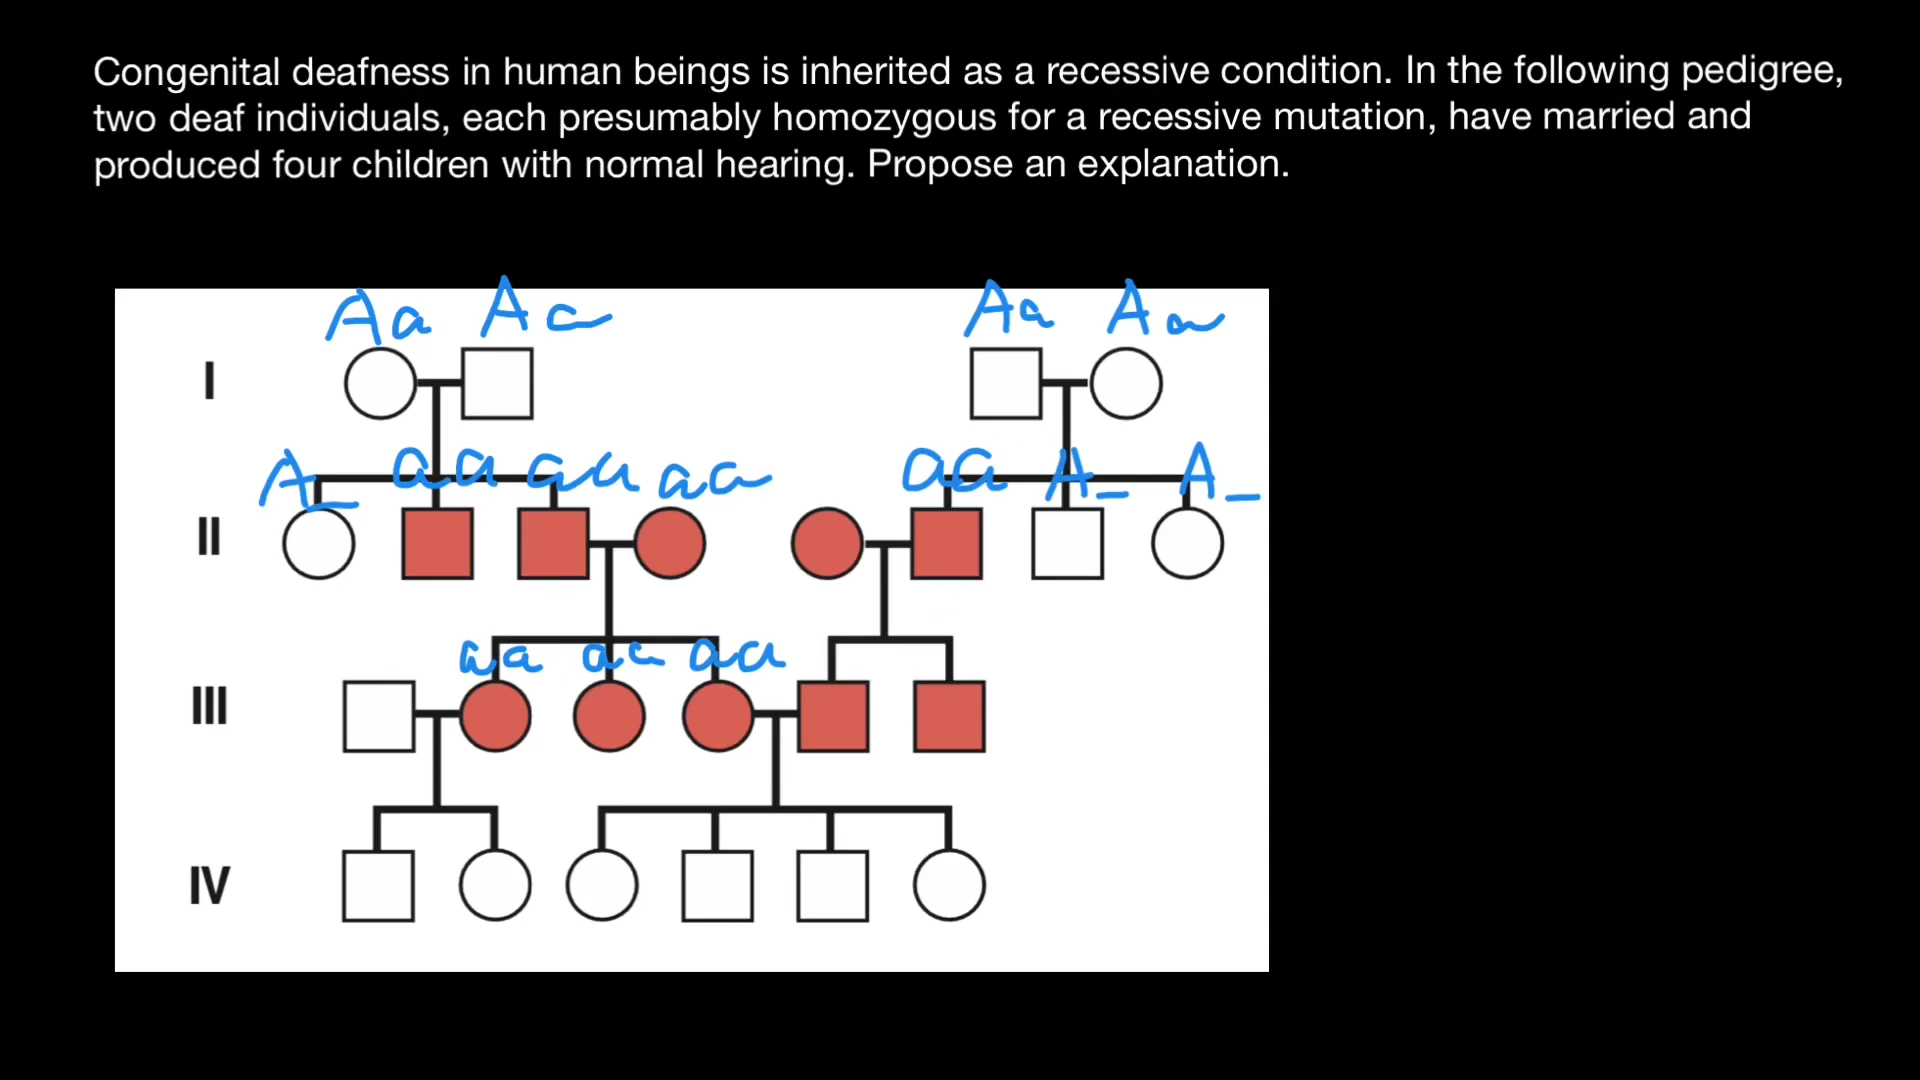 Congenital deafness in human beings is inherited as a recessive condition. In the following pedigree,
two deaf individuals, each presumably homozygous for a recessive mutation, have married and
produced four children with normal hearing. Propose an explanation.
Aa Aa Aa Aa
I
A_ aa aa aa aa A_ A_
II
aa aa aa
III
IV